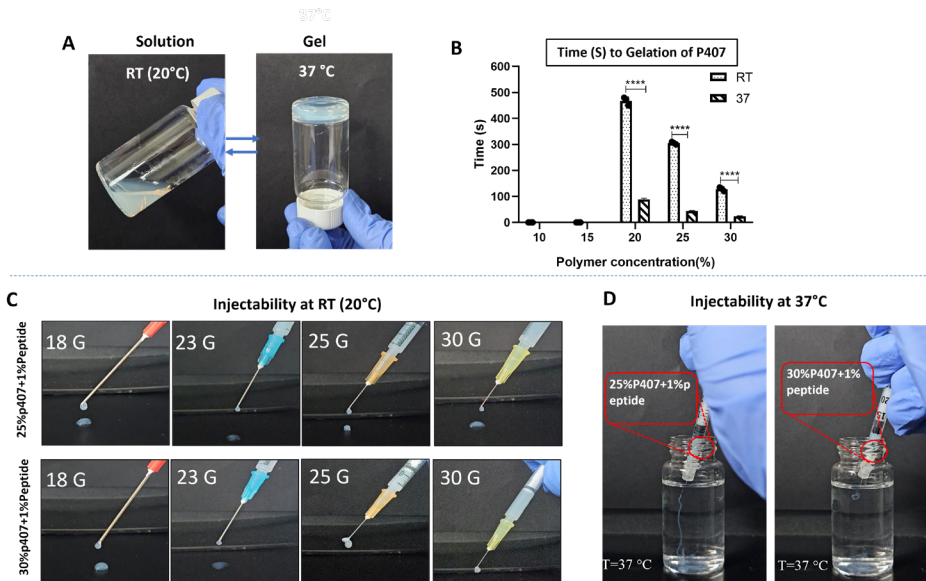 37°C
A
Solution
Gel
RT (20°C)
37 °C
B
Time (S) to Gelation of P407
600
500
400
300
200
100
0
Time (s)
****
****
****
RT
37
10
15
20
25
30
Polymer concentration(%)
C
Injectability at RT (20°C)
25%p407+1%Peptide
18 G
23 G
25 G
30 G
30%p407+1%Peptide
18 G
23 G
25 G
30 G
D
Injectability at 37°C
25%P407+1%p
eptide
T=37 °C
30%P407+1%
peptide
20
15
T=37 °C